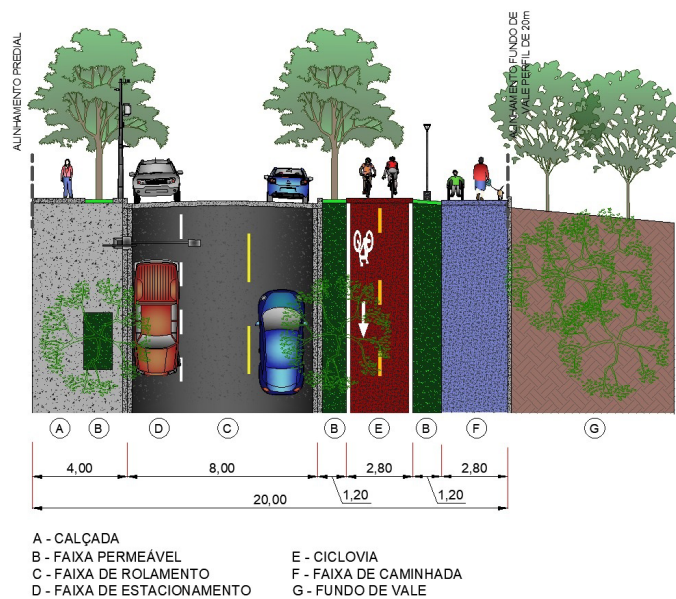 ALINHAMENTO PREDIAL
ALINHAMENTO FUNDO DE
VALE PERFIL DE 20m
A B D C B E B F G
4,00 8,00 2,80 2,80
1,20 1,20
20,00
A - CALÇADA
B - FAIXA PERMEÁVEL
C - FAIXA DE ROLAMENTO
D - FAIXA DE ESTACIONAMENTO
E - CICLOVIA
F - FAIXA DE CAMINHADA
G - FUNDO DE VALE